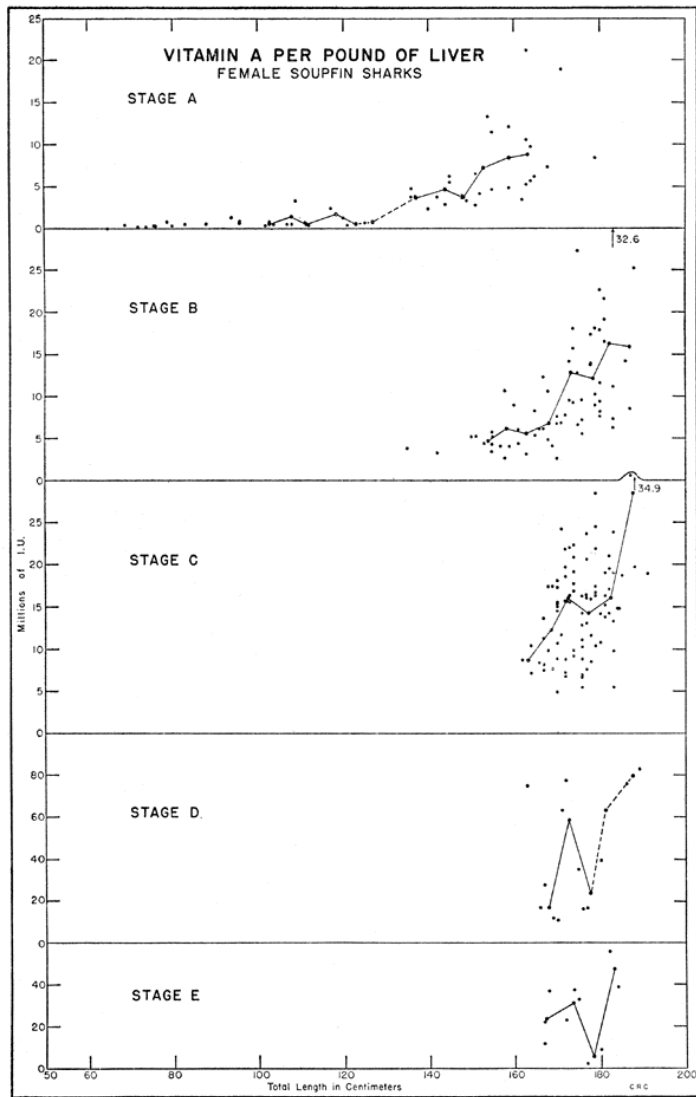 VITAMIN A PER POUND OF LIVER
FEMALE SOUPFIN SHARKS
25
20
15
10
5
0
STAGE A
32.6
25
20
15
10
5
0
STAGE B
34.9
25
20
15
10
5
0
STAGE C
Millions of I.U.
80
60
40
20
0
STAGE D.
40
20
0
STAGE E
50 60 80 100 120 140 160 180 200
Total Length in Centimeters
CRC